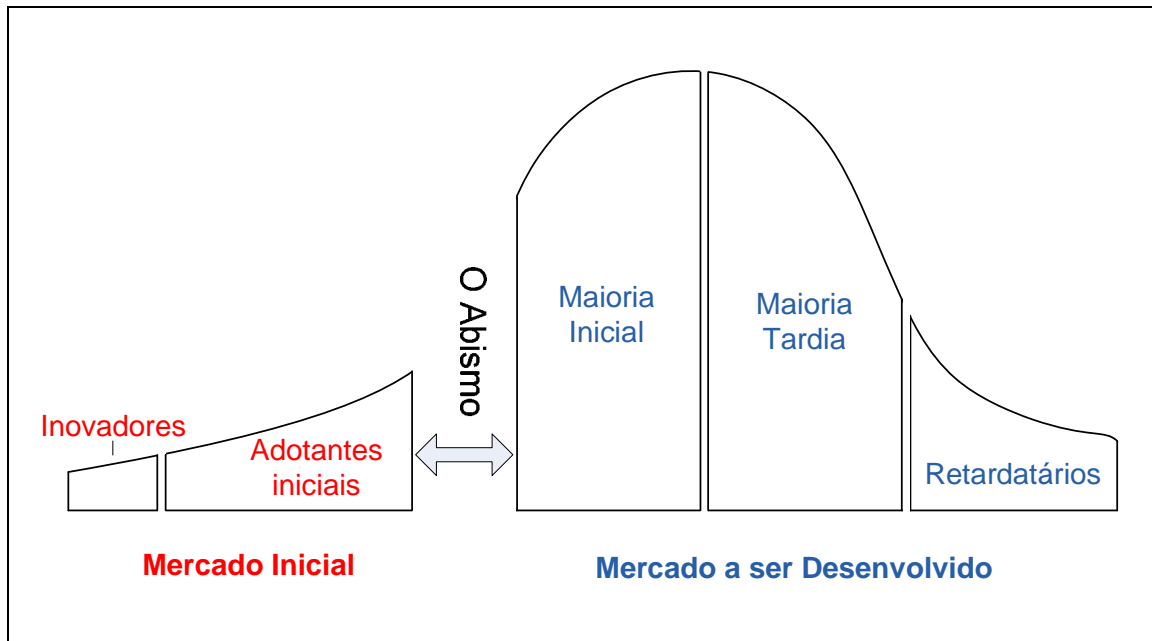 Inovadores
Adotantes
iniciais
O Abismo
Maioria
Inicial
Maioria
Tardia
Retardatários
Mercado Inicial
Mercado a ser Desenvolvido